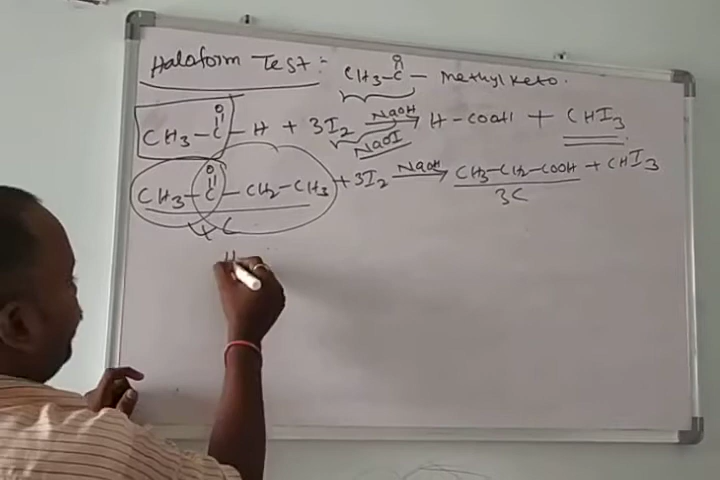 Haloform Test:- CH3-C- Methyl Keto.
O
O
CH3-C-H + 3I2 NaOH H-COOH + CHI3
NaOI
O
CH3-C-CH2-CH3 + 3I2 NaOH CH3-CH2-COOH + CHI3
4C 3C
H